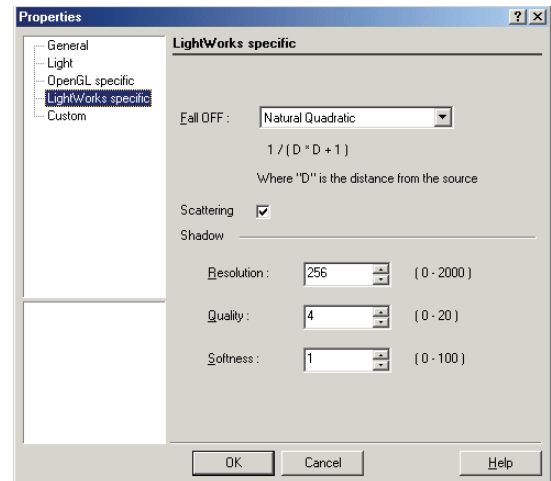 Properties
General
Light
OpenGL specific
LightWorks specific
Custom
LightWorks specific
Fall OFF : Natural Quadratic
1 / ( D * D + 1 )
Where "D" is the distance from the source
Scattering
Shadow
Resolution : 256 ( 0 - 2000 )
Quality : 4 ( 0 - 20 )
Softness : 1 ( 0 - 100 )
OK Cancel Help